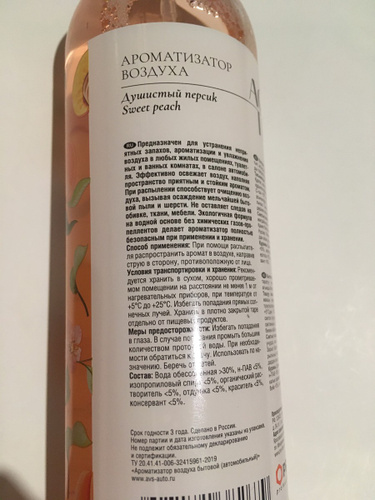 АРОМАТИЗАТОР
ВОЗДУХА
Душистый персик
Sweet peach
RU Предназначен для устранения непри-
ятных запахов, ароматизации и увлажнения
воздуха в любых жилых помещениях, туалет-
ных и ванных комнатах, в салоне автомоби-
ля. Эффективно освежает воздух, наполняя
пространство приятным и стойким ароматом.
При распылении способствует очищению воз-
духа, вызывая осаждение мельчайшей быто-
вой пыли и шерсти. Не оставляет следов на
обивке, ткани, мебели. Экологичная формула
на водной основе без химических газов-про-
пеллентов делает ароматизатор полностью
безопасным при применении и хранении.
Способ применения: При помощи распылителя
распространить аромат в воздухе, направив
струю в сторону, противоположную от лица.
Условия транспортировки и хранения: Рекомен-
дуется хранить в сухом, хорошо проветри-
ваемом помещении на расстоянии не менее 1 м от
нагревательных приборов, при температуре от
+5°С до +25°С. Избегать попадания прямых сол-
нечных лучей. Хранить в плотно закрытой таре
отдельно от пищевых продуктов.
Меры предосторожности: Избегать попадания
в глаза. В случае попадания промыть большим
количеством проточной воды. При необходи-
мости обратиться к врачу. Использовать по на-
значению. Беречь от детей.
Состав: Вода обессоленная >30%, н-ПАВ <5%,
изопропиловый спирт <5%, органический рас-
творитель <5%, отдушка <5%, краситель <5%,
консервант <5%.
Срок годности 3 года. Сделано в России.
Номер партии и дата изготовления указаны на упаковке.
Не подлежит обязательному декларированию
и сертификации.
ТУ 20.41.41-006-32415961-2019
«Ароматизатор воздуха бытовой (автомобильный)»
www.avs-auto.ru